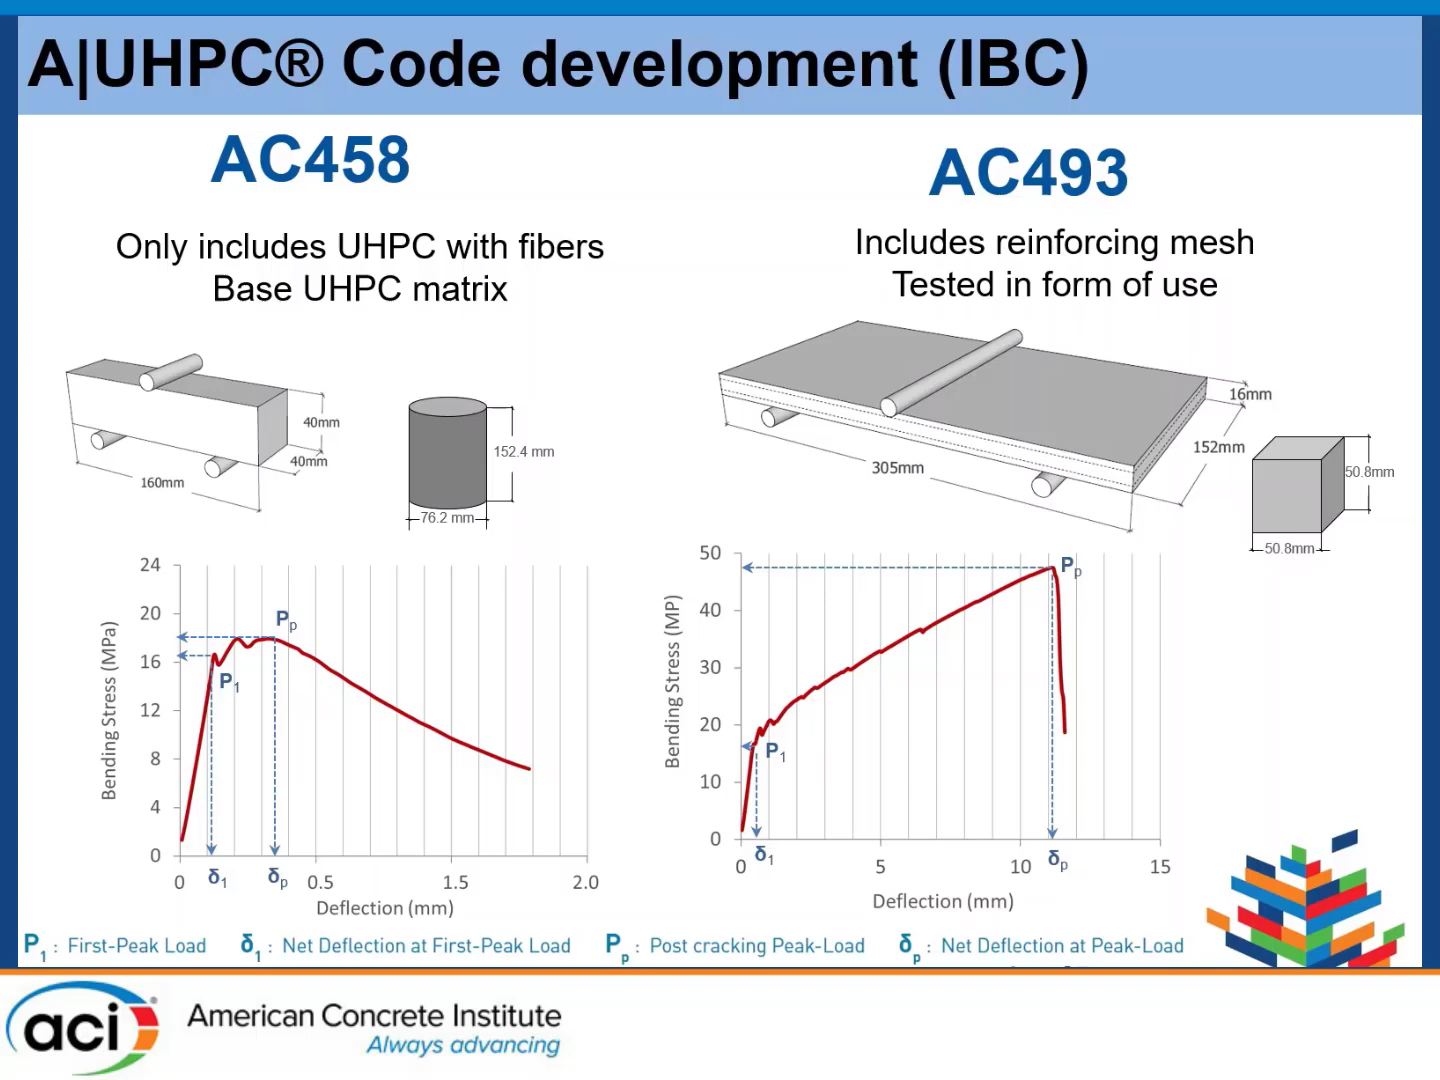 A|UHPC® Code development (IBC)
AC458
Only includes UHPC with fibers
Base UHPC matrix
40mm
40mm
160mm
152.4 mm
76.2 mm
24
20
16
12
8
4
0
Bending Stress (MPa)
Pp
P1
0
δ1
δp
0.5
1.5
2.0
Deflection (mm)
AC493
Includes reinforcing mesh
Tested in form of use
16mm
152mm
305mm
50.8mm
50.8mm
50
40
30
20
10
0
Bending Stress (MP)
Pp
P1
0
δ1
5
10
δp
15
Deflection (mm)
P1 : First-Peak Load δ1 : Net Deflection at First-Peak Load Pp : Post cracking Peak-Load δp : Net Deflection at Peak-Load
aci®
American Concrete Institute
Always advancing